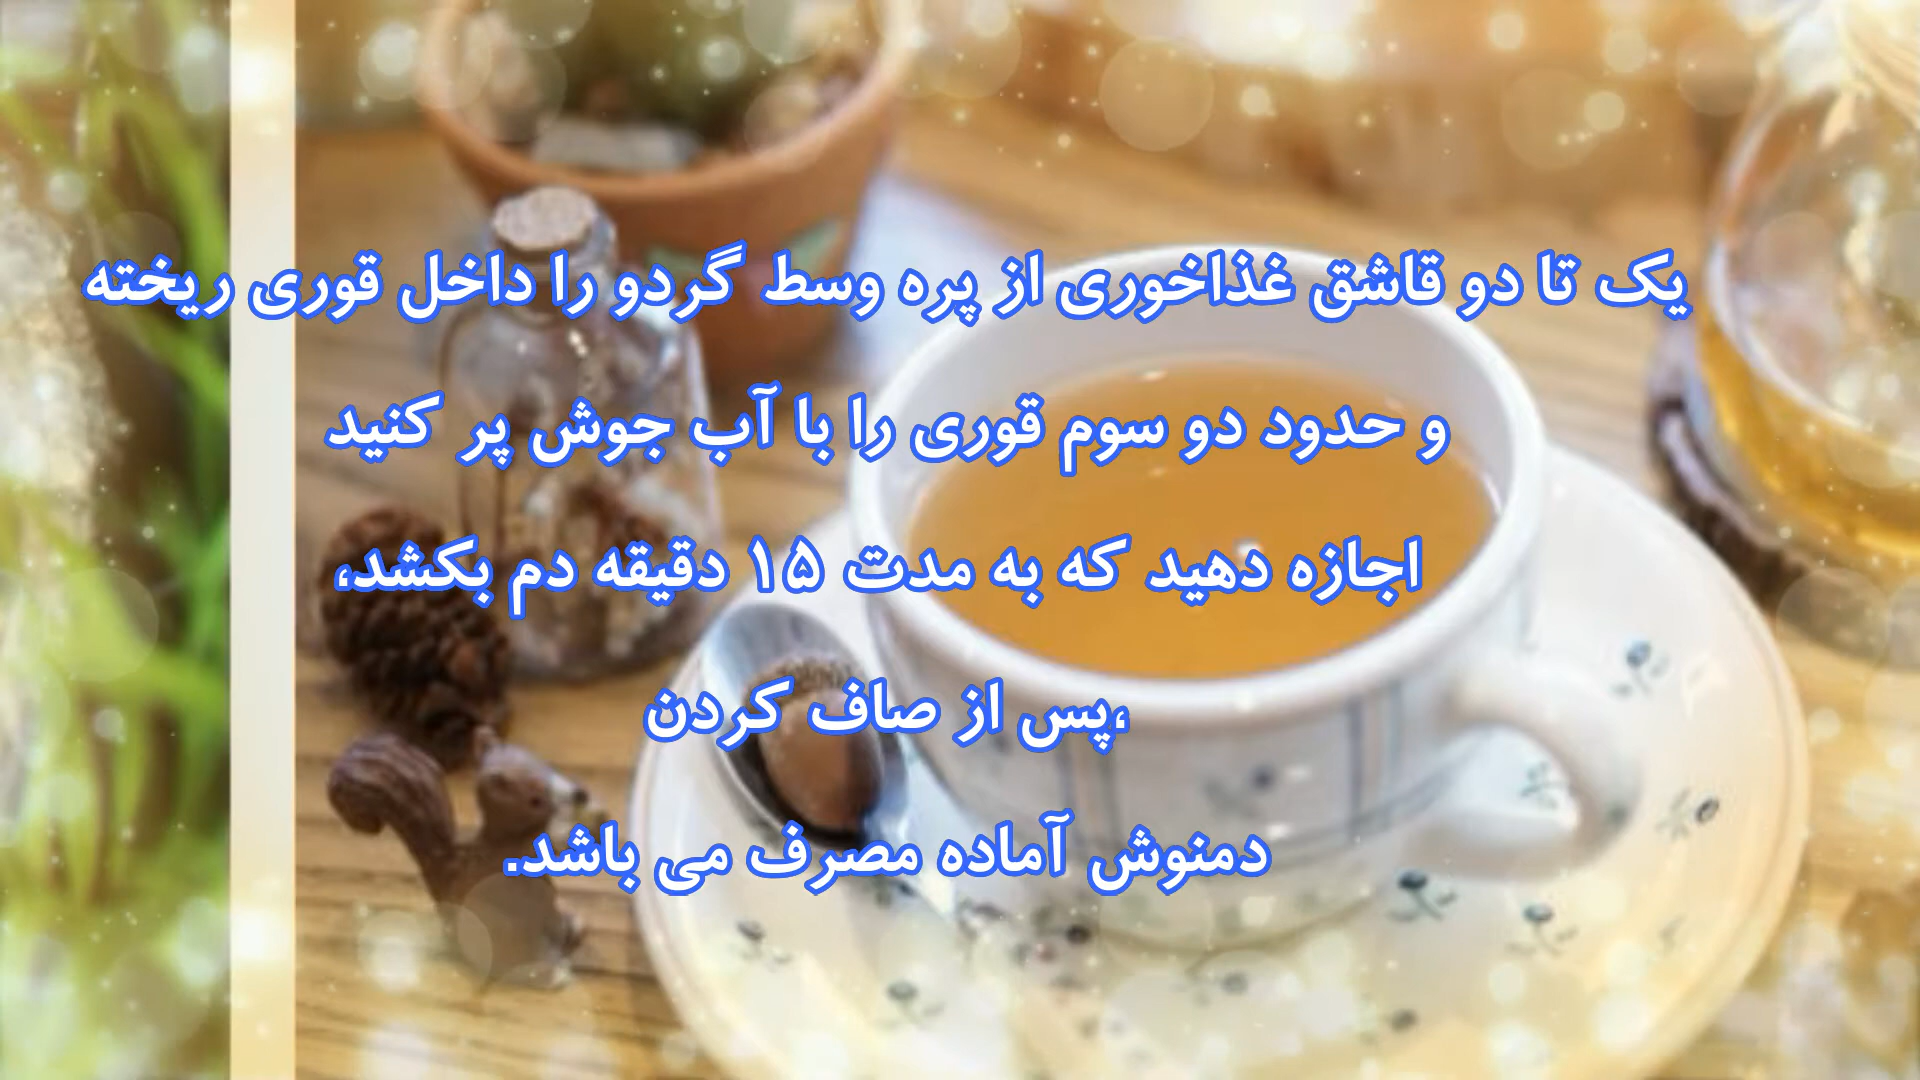 یک تا دو قاشق غذاخوری از پره وسط گردو را داخل قوری ریخته
و حدود دو سوم قوری را با آب جوش پر کنید
اجازه دهید که به مدت ۱۵ دقیقه دم بکشد،
،پس از صاف کردن
دمنوش آماده مصرف می باشد.